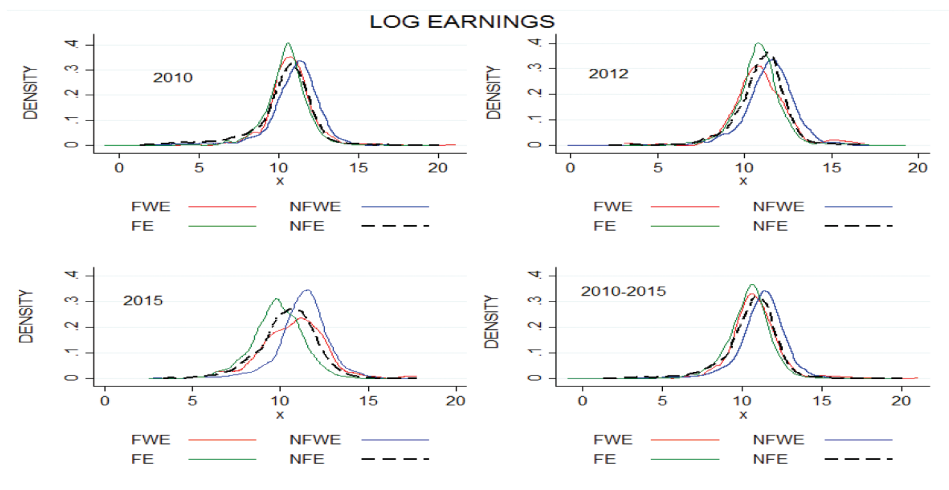 LOG EARNINGS
2010
DENSITY
0 .1 .2 .3 .4
0 5 10 15 20
x
FWE NFWE
FE NFE
2012
DENSITY
0 .1 .2 .3 .4
0 5 10 15 20
x
FWE NFWE
FE NFE
2015
DENSITY
0 .1 .2 .3 .4
0 5 10 15 20
x
FWE NFWE
FE NFE
2010-2015
DENSITY
0 .1 .2 .3 .4
0 5 10 15 20
x
FWE NFWE
FE NFE